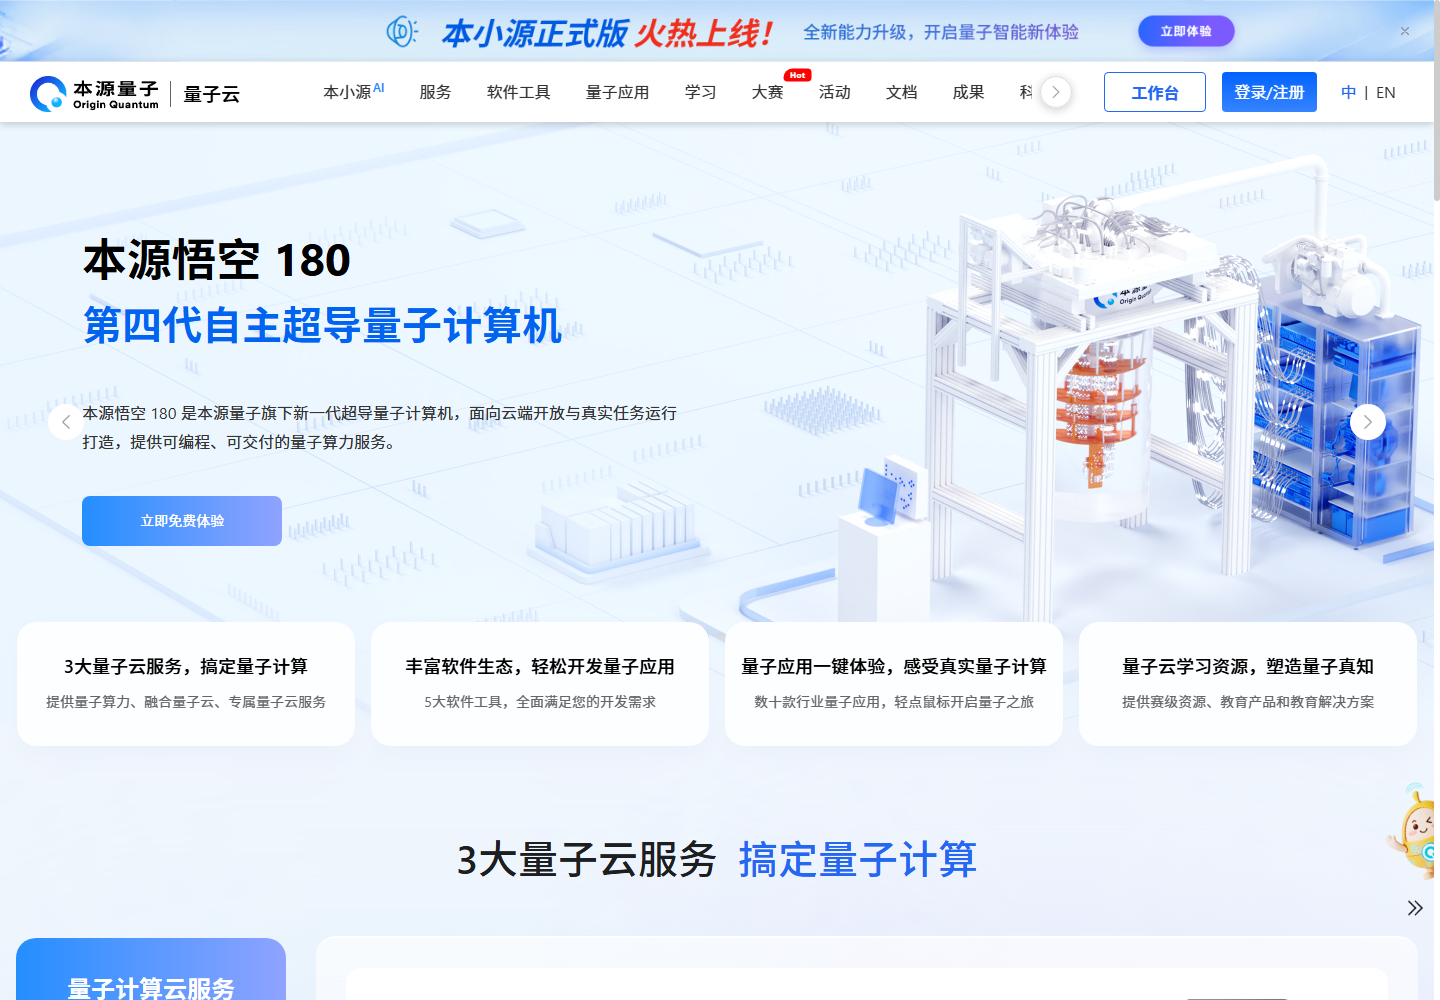 本小源正式版 火热上线! 全新能力升级，开启量子智能新体验 立即体验
本源量子 Origin Quantum 量子云 本小源AI 服务 软件工具 量子应用 学习 大赛 Hot 活动 文档 成果 工作台 登录/注册 中 | EN
本源悟空 180
第四代自主超导量子计算机
本源悟空 180 是本源量子旗下新一代超导量子计算机，面向云端开放与真实任务运行
打造，提供可编程、可交付的量子算力服务。
立即免费体验
Origin Quantum
3大量子云服务，搞定量子计算
提供量子算力、融合量子云、专属量子云服务
丰富软件生态，轻松开发量子应用
5大软件工具，全面满足您的开发需求
量子应用一键体验，感受真实量子计算
数十款行业量子应用，轻点鼠标开启量子之旅
量子云学习资源，塑造量子真知
提供赛级资源、教育产品和教育解决方案
3大量子云服务 搞定量子计算
量子计算云服务